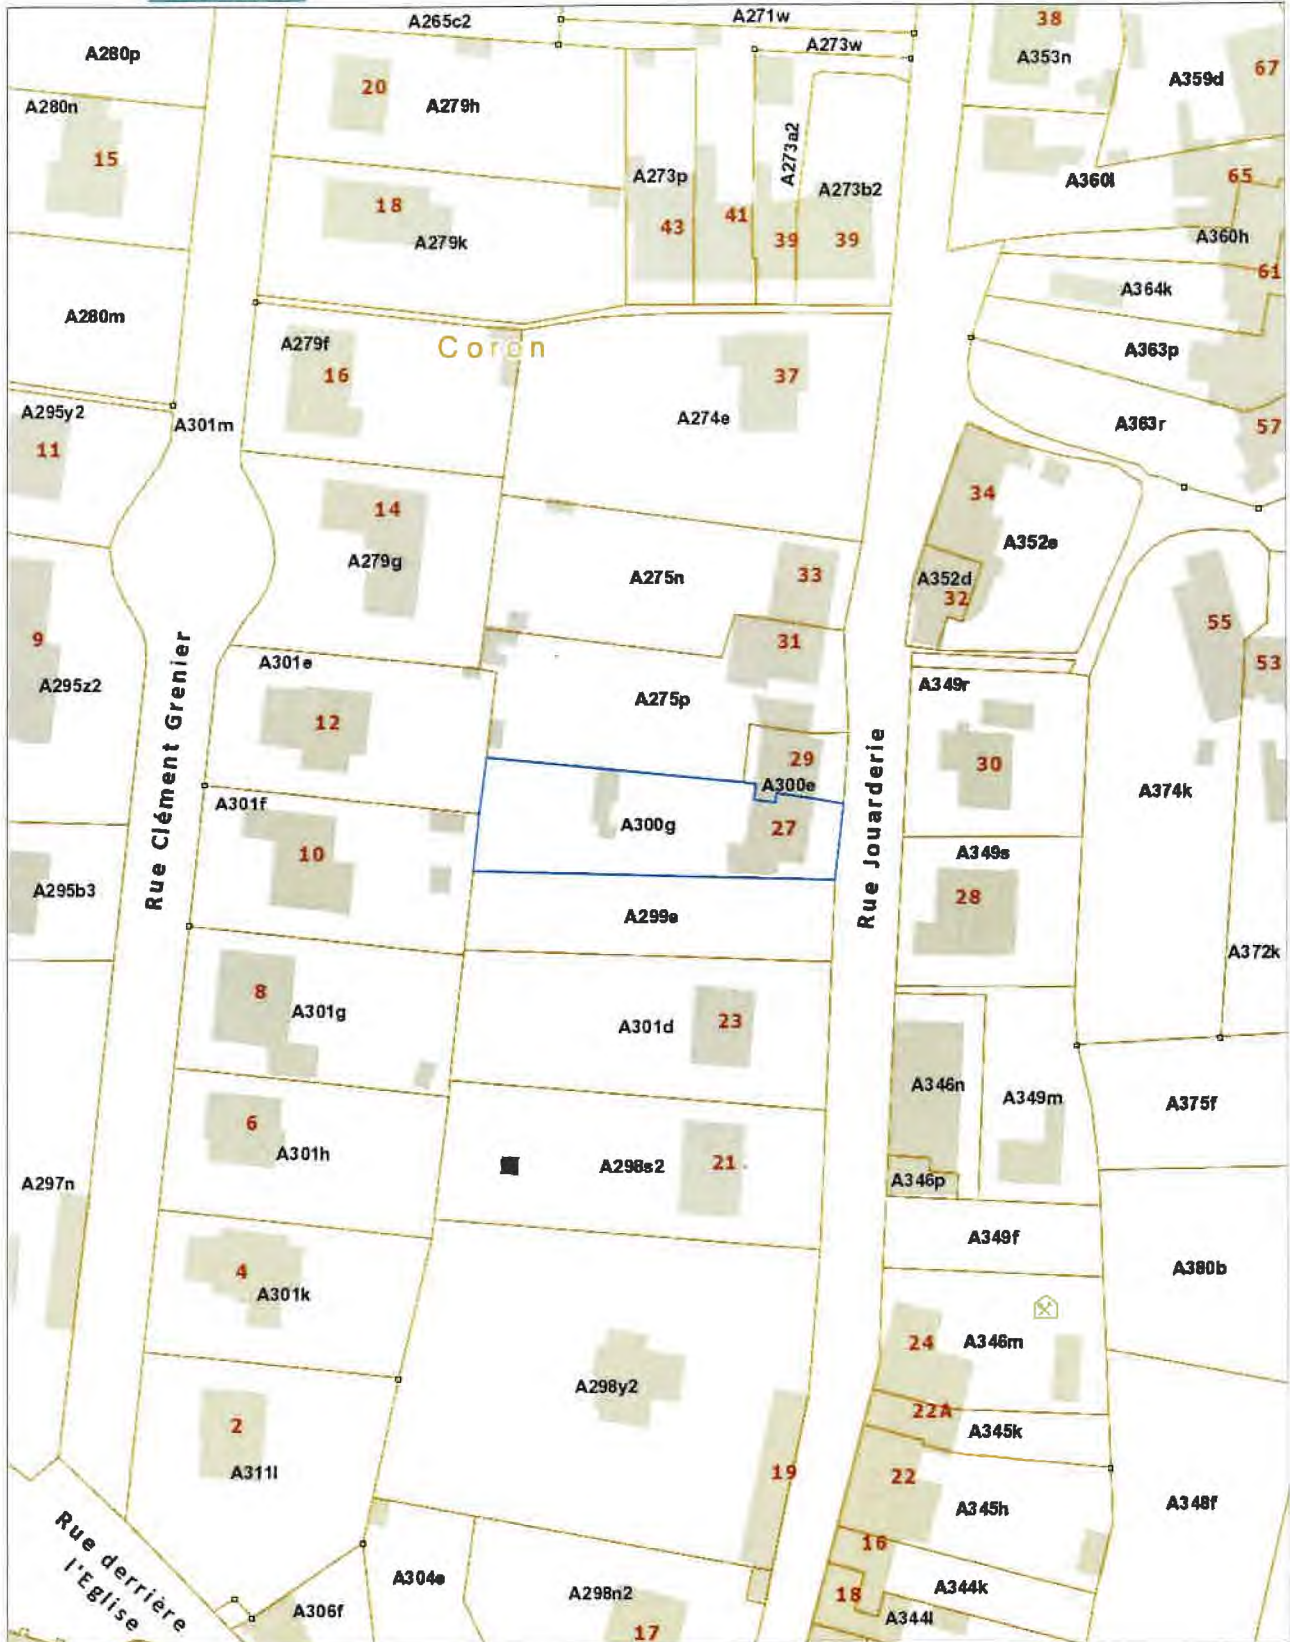 A265c2
A271w
A273w
38
A280p
A353n
67
A359d
20
A279h
A280n
15
A273a2
A273p
A360l
65
A273b2
18
41
43
39
39
A279k
A360h
61
A364k
A280m
A279f
Coron
A363p
16
37
A295y2
A301m
A274e
A363r
57
11
34
14
A352e
A279g
A275n
33
A352d
32
55
9
31
53
A301e
A295z2
A275p
A349r
12
29
30
A300e
A374k
Rue Clément Grenier
A301f
A300g
27
Rue Jouarderie
10
A349s
A295b3
28
A299e
A372k
8
A301g
A301d
23
A346n
A349m
A375f
6
A301h
A298s2
21
A297n
A346p
A349f
A380b
4
A301k
24
A346m
A298y2
22A
2
A345k
A311l
19
22
A345h
A348f
Rue derrière
l'Eglise
16
A304e
A298n2
A344k
18
A306f
A344l
17